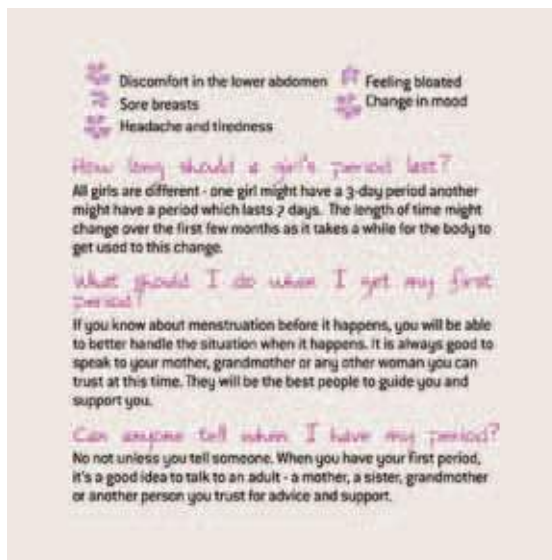 Discomfort in the lower abdomen
Feeling bloated
Sore breasts
Change in mood
Headache and tiredness
How long should a girl's period last?
All girls are different - one girl might have a 3-day period another
might have a period which lasts 7 days. The length of time might
change over the first few months as it takes a while for the body to
get used to this change.
What should I do when I get my first
period?
If you know about menstruation before it happens, you will be able
to better handle the situation when it happens. It is always good to
speak to your mother, grandmother or any other woman you can
trust at this time. They will be the best people to guide you and
support you.
Can anyone tell when I have my period?
No not unless you tell someone. When you have your first period,
it's a good idea to talk to an adult - a mother, a sister, grandmother
or another person you trust for advice and support.